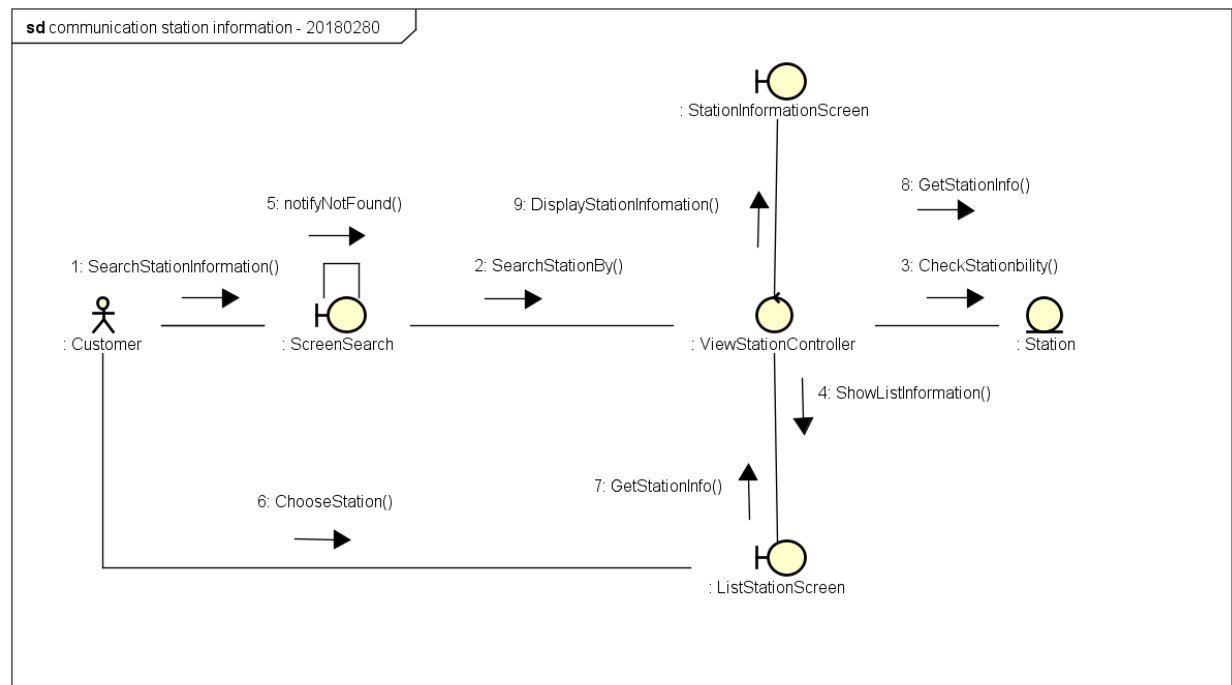 sd communication station information - 20180280
: StationInformationScreen
8: GetStationInfo()
5: notifyNotFound()
9: DisplayStationInfomation()
1: SearchStationInformation()
2: SearchStationBy()
3: CheckStationbility()
: Customer
: ScreenSearch
: ViewStationController
: Station
4: ShowListInformation()
7: GetStationInfo()
6: ChooseStation()
: ListStationScreen